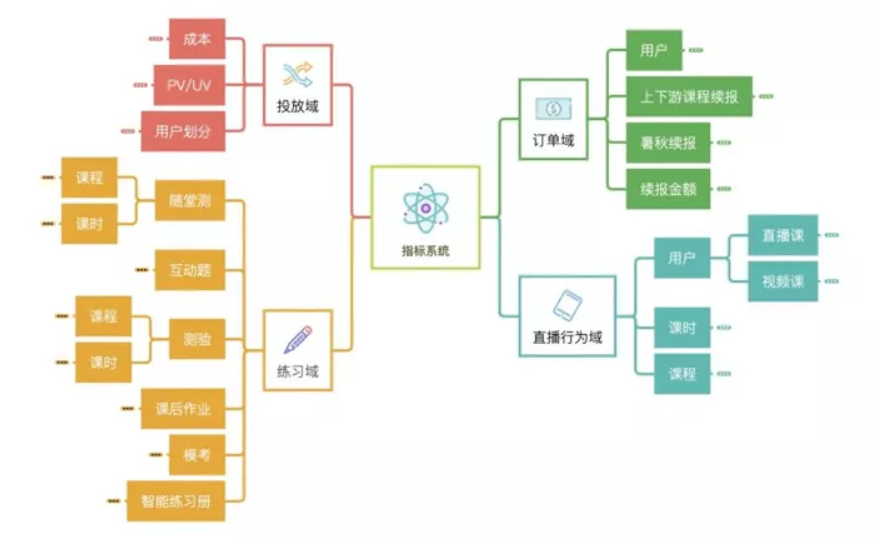 指标系统
投放域
成本
PV/UV
用户划分
练习域
随堂测
课程
课时
互动题
测验
课程
课时
课后作业
模考
智能练习册
订单域
用户
上下游课程续报
暑秋续报
续报金额
直播行为域
用户
直播课
视频课
课时
课程